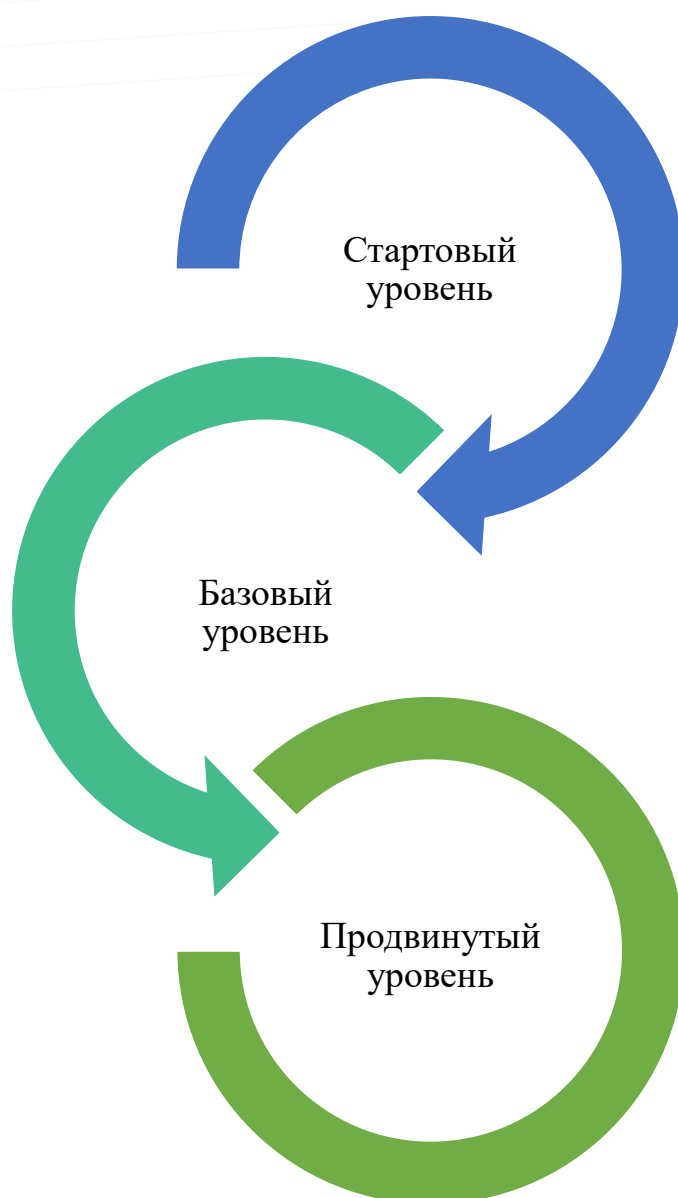 Стартовый
уровень
Базовый
уровень
Продвинутый
уровень